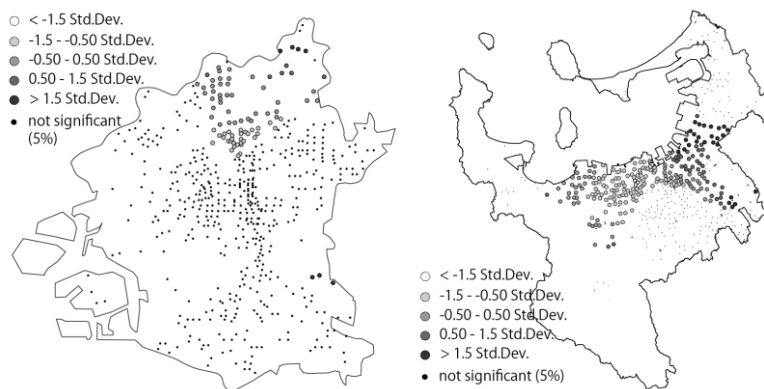 < -1.5 Std.Dev.
-1.5 - -0.50 Std.Dev.
-0.50 - 0.50 Std.Dev.
0.50 - 1.5 Std.Dev.
> 1.5 Std.Dev.
not significant
(5%)
< -1.5 Std.Dev.
-1.5 - -0.50 Std.Dev.
-0.50 - 0.50 Std.Dev.
0.50 - 1.5 Std.Dev.
> 1.5 Std.Dev.
not significant (5%)